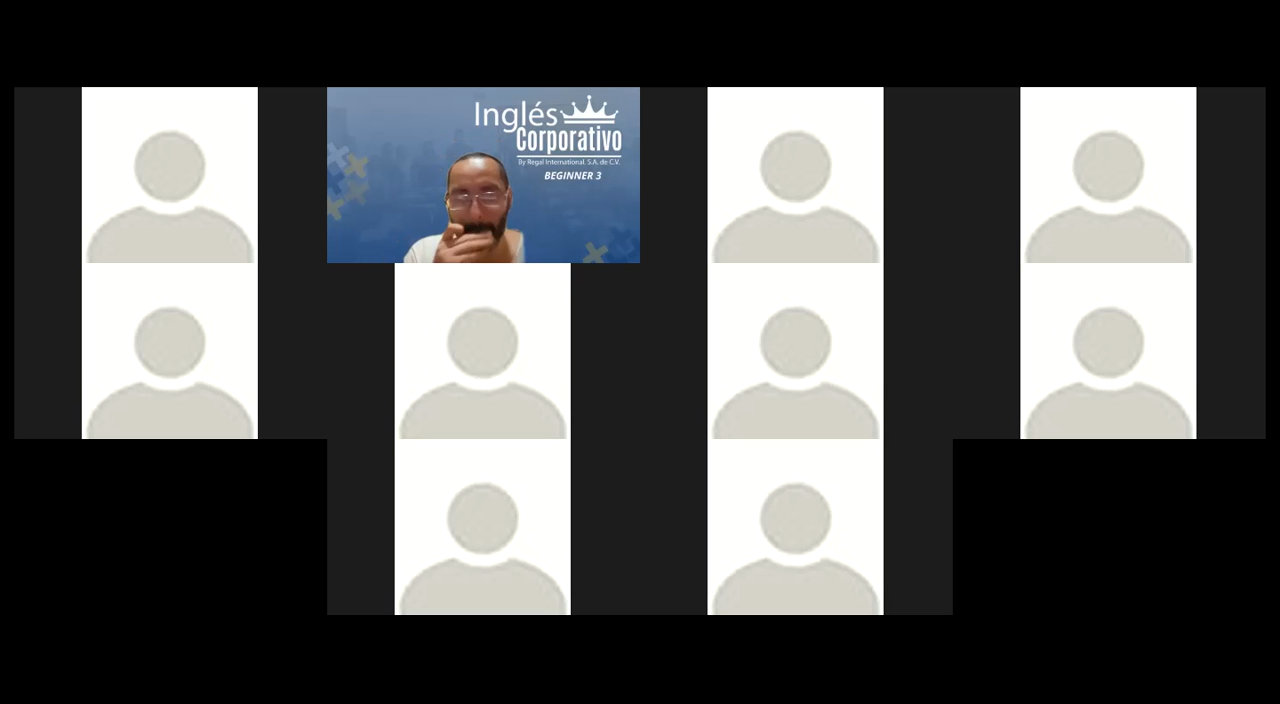 Inglés
Corporativo
By Regal International. S.A. de C.V.
BEGINNER 3